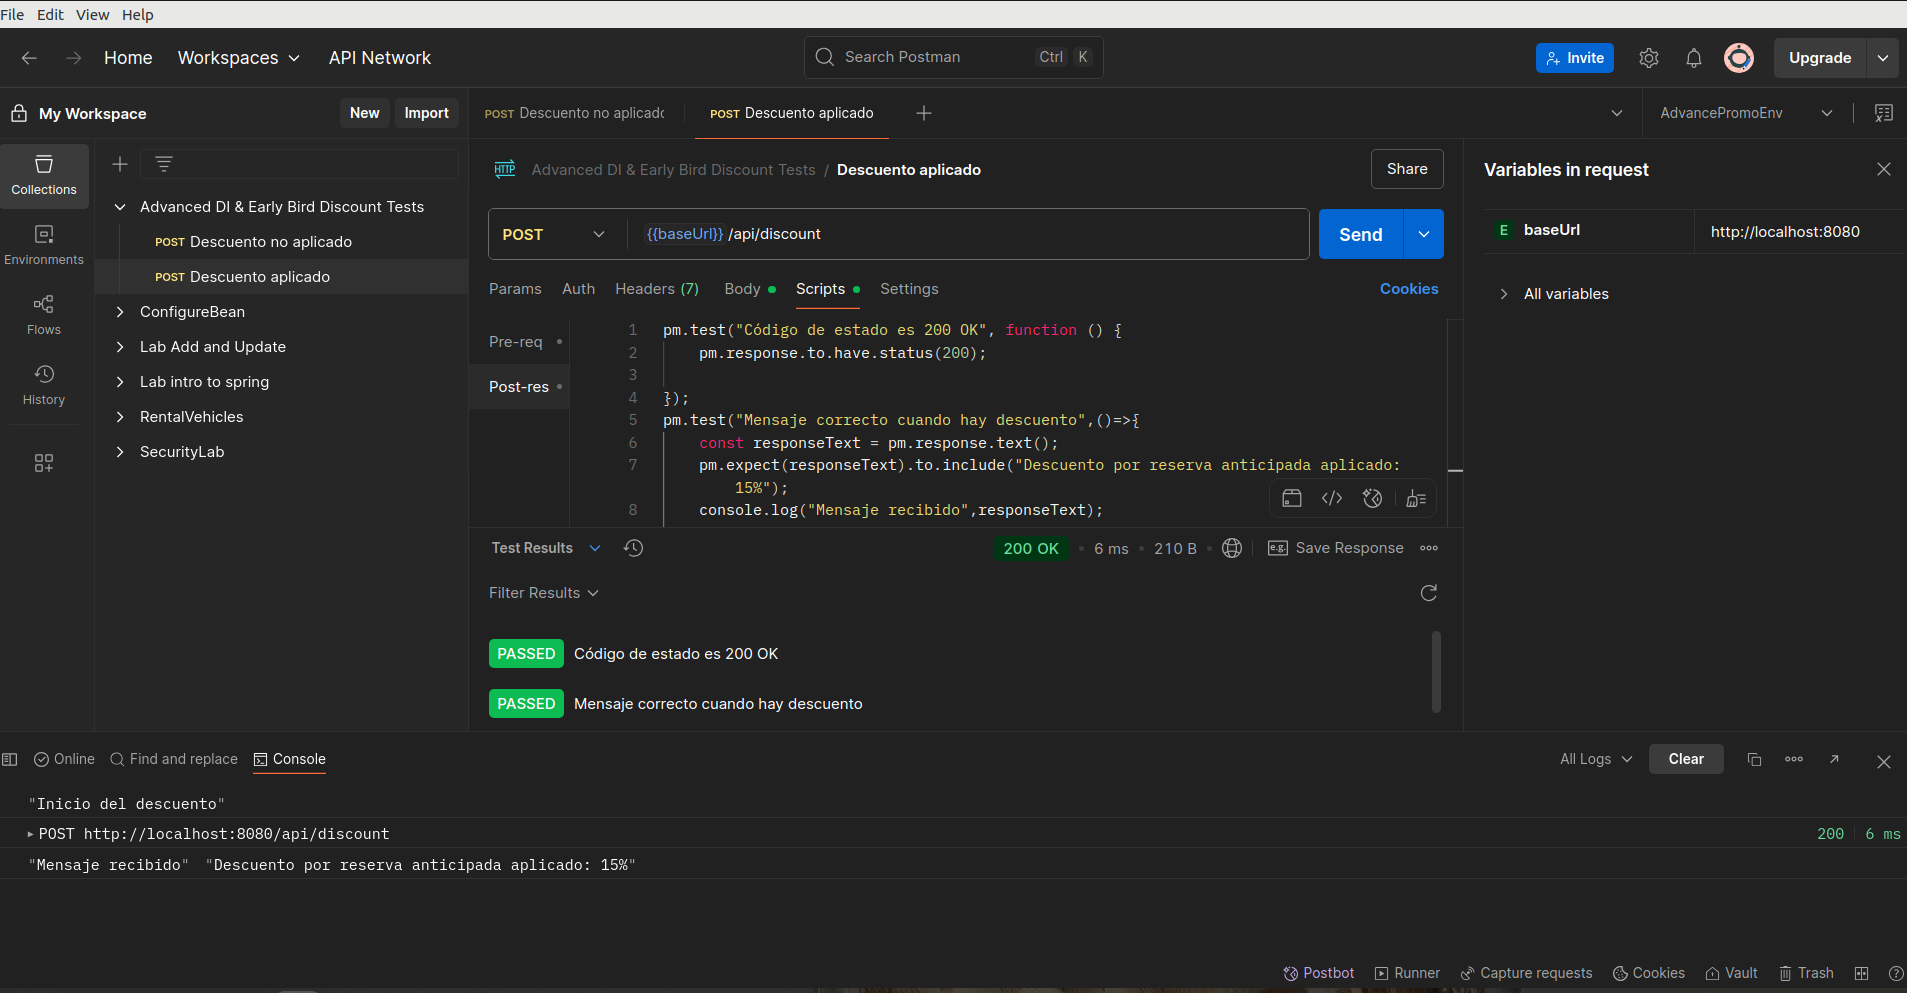 File Edit View Help
Home Workspaces API Network
Search Postman Ctrl K
Invite
Upgrade
My Workspace
New Import
POST Descuento no aplicado
POST Descuento aplicado
AdvancePromoEnv
Collections
Environments
Flows
History
Advanced DI & Early Bird Discount Tests
POST Descuento no aplicado
POST Descuento aplicado
ConfigureBean
Lab Add and Update
Lab intro to spring
RentalVehicles
SecurityLab
HTTP Advanced DI & Early Bird Discount Tests / Descuento aplicado
Share
POST {{baseUrl}} /api/discount
Send
Params Auth Headers (7) Body Scripts Settings Cookies
Pre-req
Post-res
1 pm.test("Código de estado es 200 OK", function () {
2 pm.response.to.have.status(200);
3
4 });
5 pm.test("Mensaje correcto cuando hay descuento",()=>{
6 const responseText = pm.response.text();
7 pm.expect(responseText).to.include("Descuento por reserva anticipada aplicado:
15%");
8 console.log("Mensaje recibido",responseText);
Test Results
200 OK 6 ms 210 B e.g. Save Response
Filter Results
PASSED Código de estado es 200 OK
PASSED Mensaje correcto cuando hay descuento
Variables in request
E baseUrl http://localhost:8080
All variables
Online Find and replace Console
All Logs Clear
"Inicio del descuento"
POST http://localhost:8080/api/discount 200 6 ms
"Mensaje recibido" "Descuento por reserva anticipada aplicado: 15%"
Postbot Runner Capture requests Cookies Vault Trash